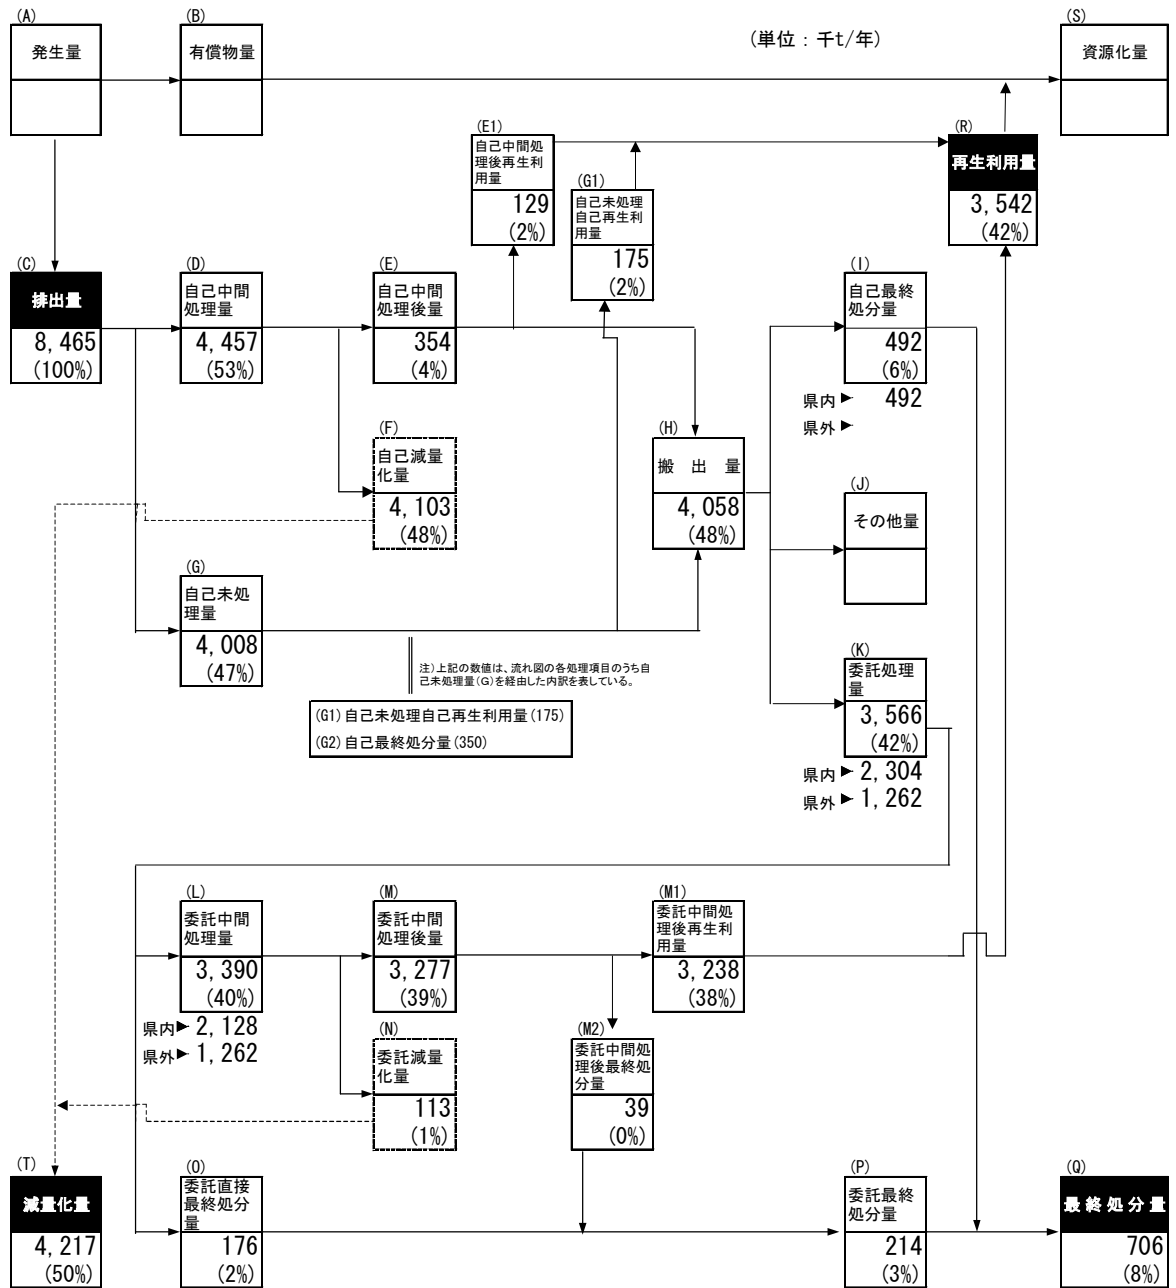 (A)
発生量
(B)
有償物量
(単位：千t/年)
(S)
資源化量
(E1)
自己中間処
理後再生利
用量
129
(2%)
(G1)
自己未処理
自己再生利
用量
175
(2%)
(R)
再生利用量
3,542
(42%)
(C)
排出量
8,465
(100%)
(D)
自己中間
処理量
4,457
(53%)
(E)
自己中間
処理後量
354
(4%)
(I)
自己最終
処分量
492
(6%)
県内▶ 492
県外▶
(F)
自己減量
化量
4,103
(48%)
(H)
搬 出 量
4,058
(48%)
(J)
その他量
(G)
自己未処
理量
4,008
(47%)
注)上記の数値は、流れ図の各処理項目のうち自
己未処理量(G)を経由した内訳を表している。
(G1)自己未処理自己再生利用量(175)
(G2)自己最終処分量(350)
(K)
委託処理
量
3,566
(42%)
県内▶ 2,304
県外▶ 1,262
(L)
委託中間
処理量
3,390
(40%)
県内▶ 2,128
県外▶ 1,262
(M)
委託中間
処理後量
3,277
(39%)
(M1)
委託中間処
理後再生利
用量
3,238
(38%)
(N)
委託減量
化量
113
(1%)
(M2)
委託中間処
理後最終処
分量
39
(0%)
(T)
減量化量
4,217
(50%)
(O)
委託直接
最終処分
量
176
(2%)
(P)
委託最終
処分量
214
(3%)
(Q)
最終処分量
706
(8%)